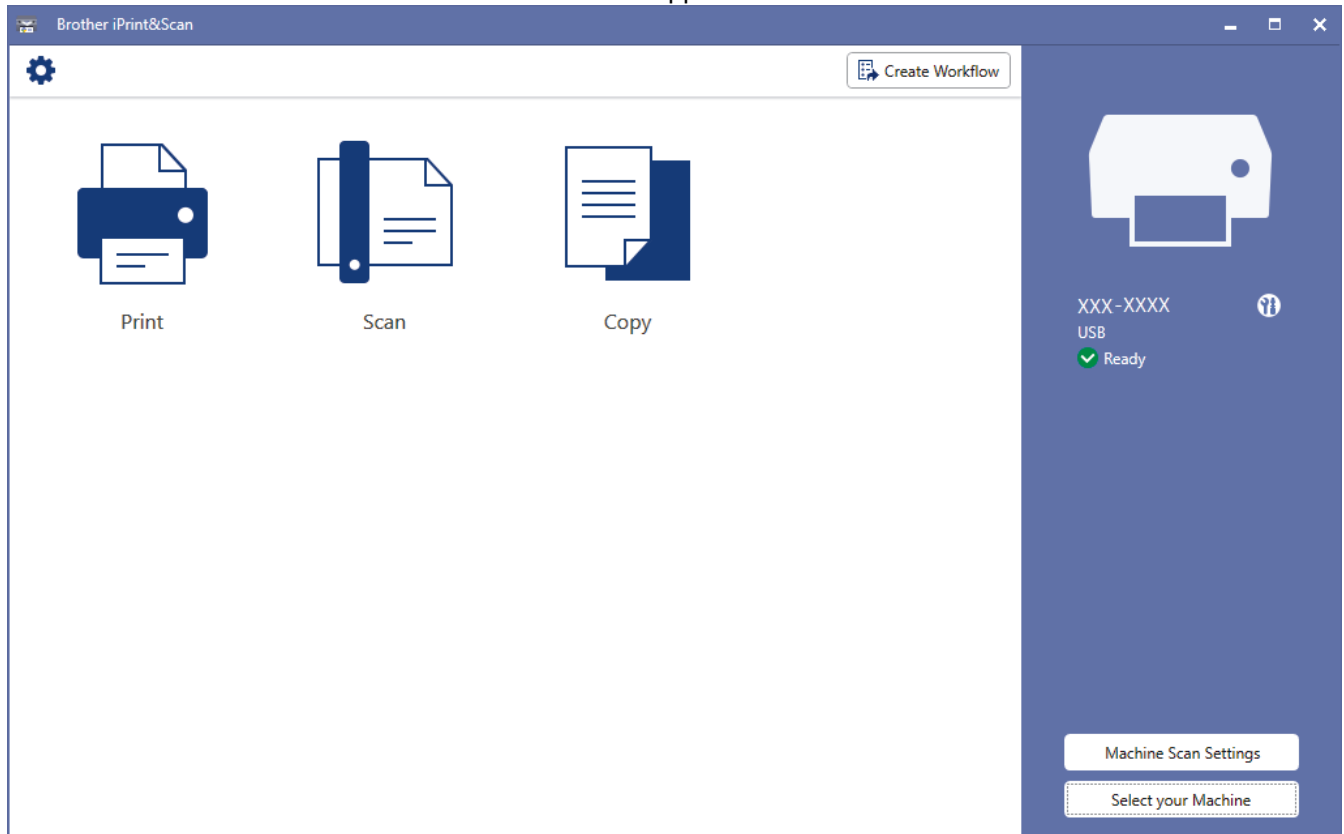 Brother iPrint&Scan
Create Workflow
Print
Scan
Copy
XXX-XXXX
USB
Ready
Machine Scan Settings
Select your Machine